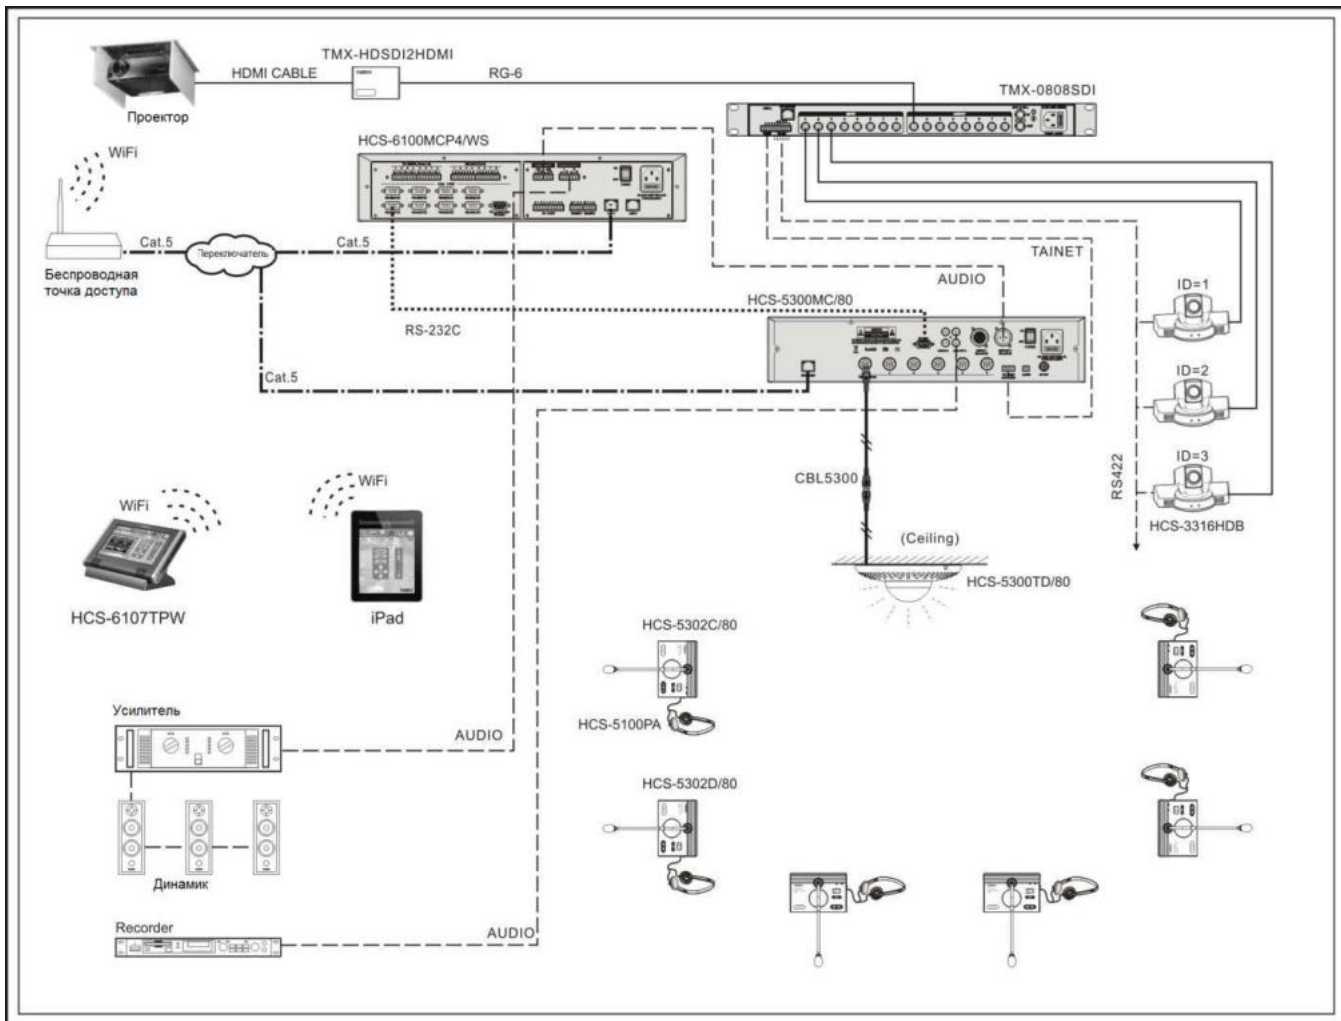 TMX-HDSDI2HDMI
HDMI CABLE
RG-6
TMX-0808SDI
Проектор
HCS-6100MCP4/WS
WiFi
Cat.5
Cat.5
Переключатель
Беспроводная
точка доступа
TAINET
AUDIO
ID=1
HCS-5300MC/80
RS-232C
Cat.5
ID=2
ID=3
RS422
HCS-3316HDB
CBL5300
WiFi
WiFi
(Ceiling)
HCS-5300TD/80
HCS-6107TPW
iPad
HCS-5302C/80
HCS-5100PA
Усилитель
AUDIO
HCS-5302D/80
Динамик
Recorder
AUDIO